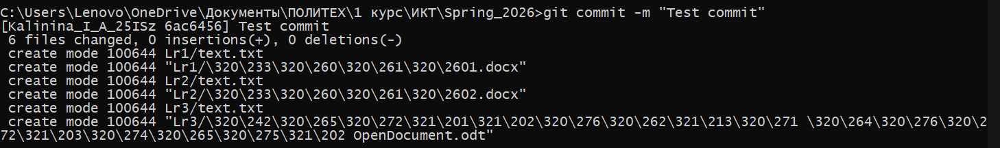 C:\Users\Lenovo\OneDrive\Документы\ПОЛИТЕХ\1 курс\ИКТ\Spring_2026>git commit -m "Test commit"
[Kalinina_I_A_25ISz 6ac6456] Test commit
 6 files changed, 0 insertions(+), 0 deletions(-)
 create mode 100644 Lr1/text.txt
 create mode 100644 "Lr1/\320\233\320\260\320\261\320\2601.docx"
 create mode 100644 Lr2/text.txt
 create mode 100644 "Lr2/\320\233\320\260\320\261\320\2602.docx"
 create mode 100644 Lr3/text.txt
 create mode 100644 "Lr3/\320\242\320\265\320\272\321\201\321\202\320\276\320\262\321\213\320\271 \320\264\320\276\320\2
72\321\203\320\274\320\265\320\275\321\202 OpenDocument.odt"